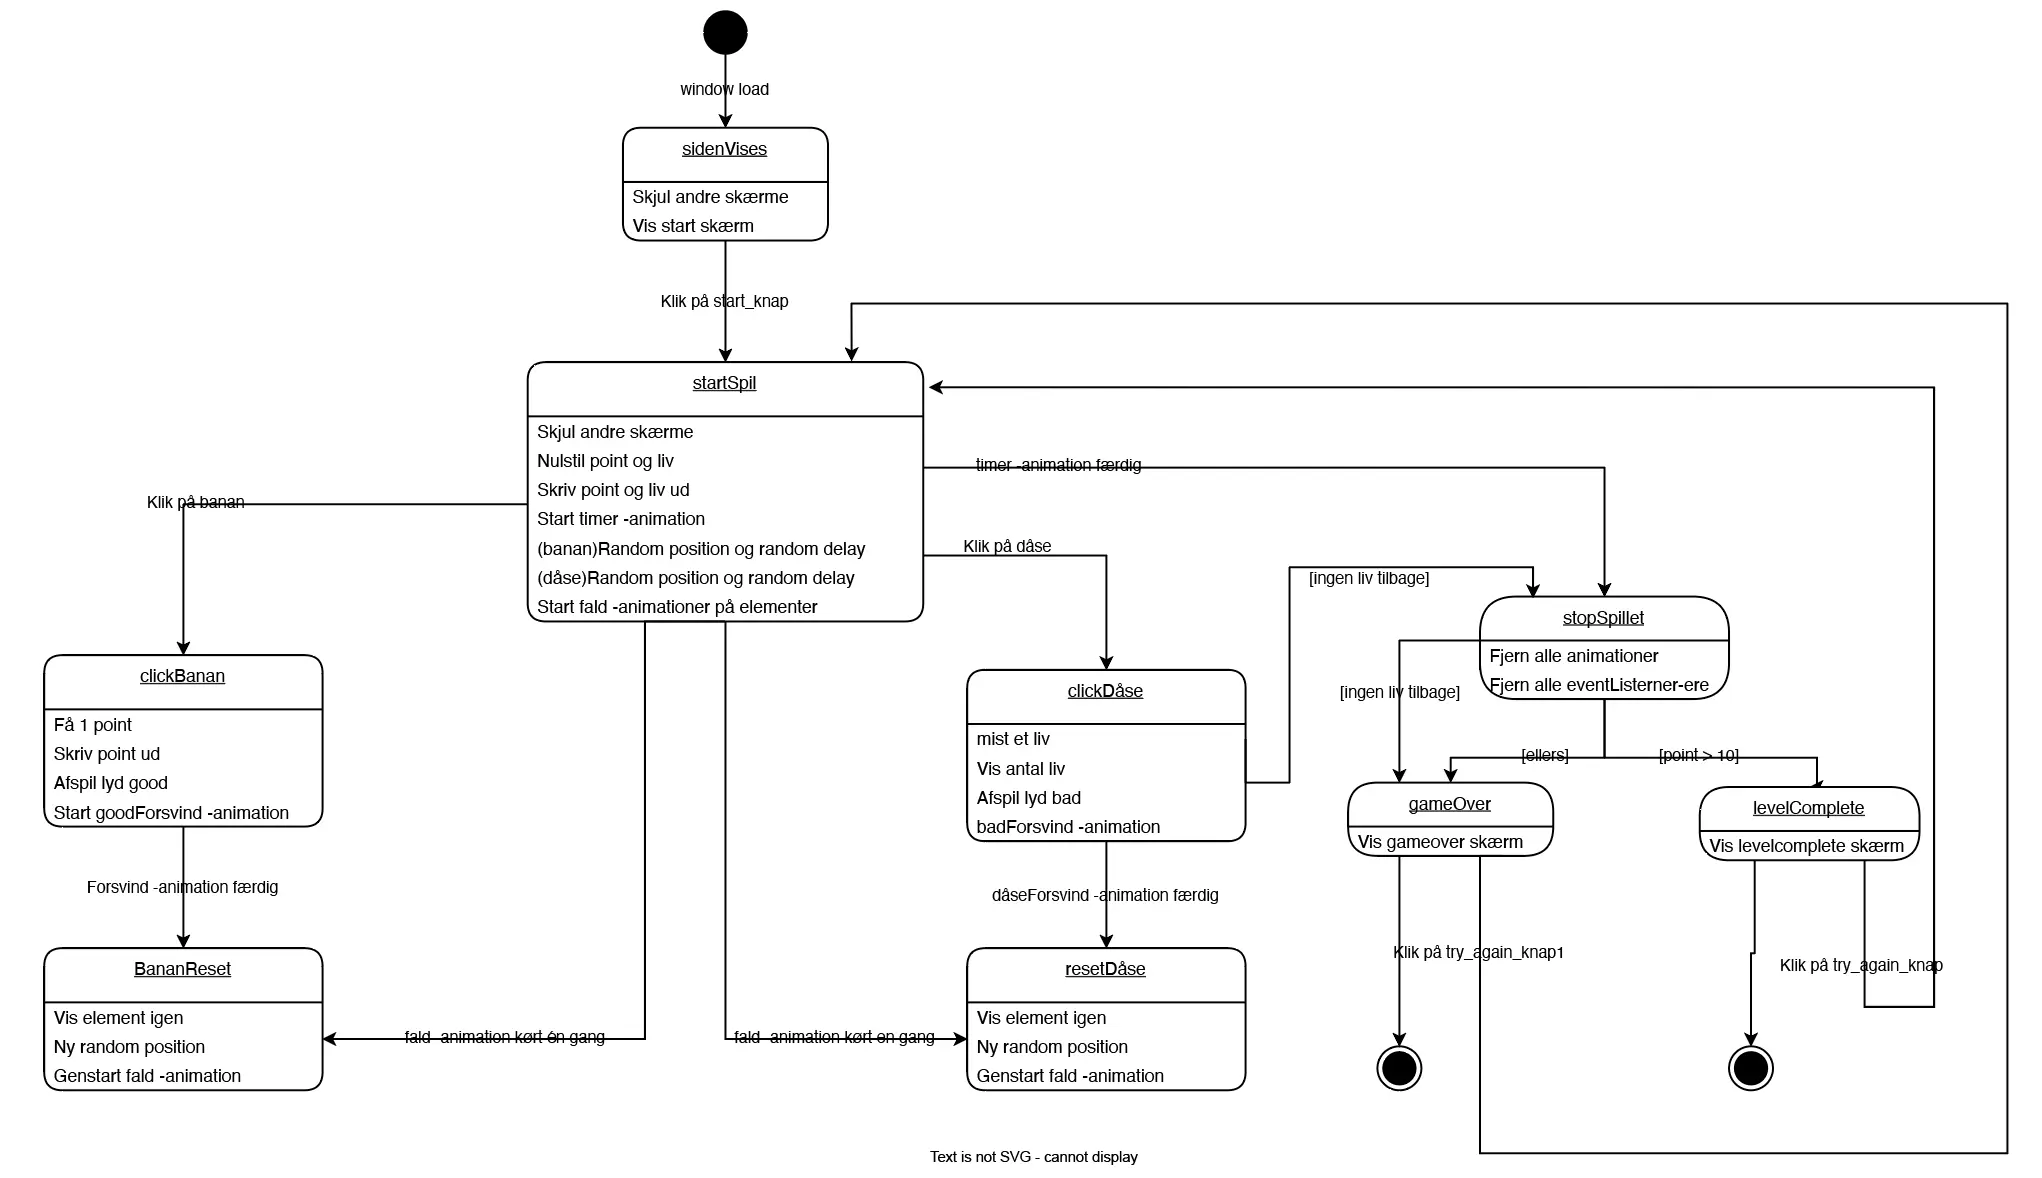 window load
sidenVises
Skjul andre skærme
Vis start skærm
Klik på start_knap
startSpil
Skjul andre skærme
Nulstil point og liv
Skriv point og liv ud
Start timer -animation
(banan)Random position og random delay
(dåse)Random position og random delay
Start fald -animationer på elementer
timer -animation færdig
Klik på banan
Klik på dåse
[ingen liv tilbage]
stopSpillet
Fjern alle animationer
Fjern alle eventListerner-ere
clickBanan
Få 1 point
Skriv point ud
Afspil lyd good
Start goodForsvind -animation
clickDåse
mist et liv
Vis antal liv
Afspil lyd bad
badForsvind -animation
[ingen liv tilbage]
[ellers]
[point > 10]
gameOver
Vis gameover skærm
levelComplete
Vis levelcomplete skærm
Forsvind -animation færdig
dåseForsvind -animation færdig
Klik på try_again_knap1
Klik på try_again_knap
BananReset
Vis element igen
Ny random position
Genstart fald -animation
fald -animation kørt én gang
fald -animation kørt en gang
resetDåse
Vis element igen
Ny random position
Genstart fald -animation
Text is not SVG - cannot display